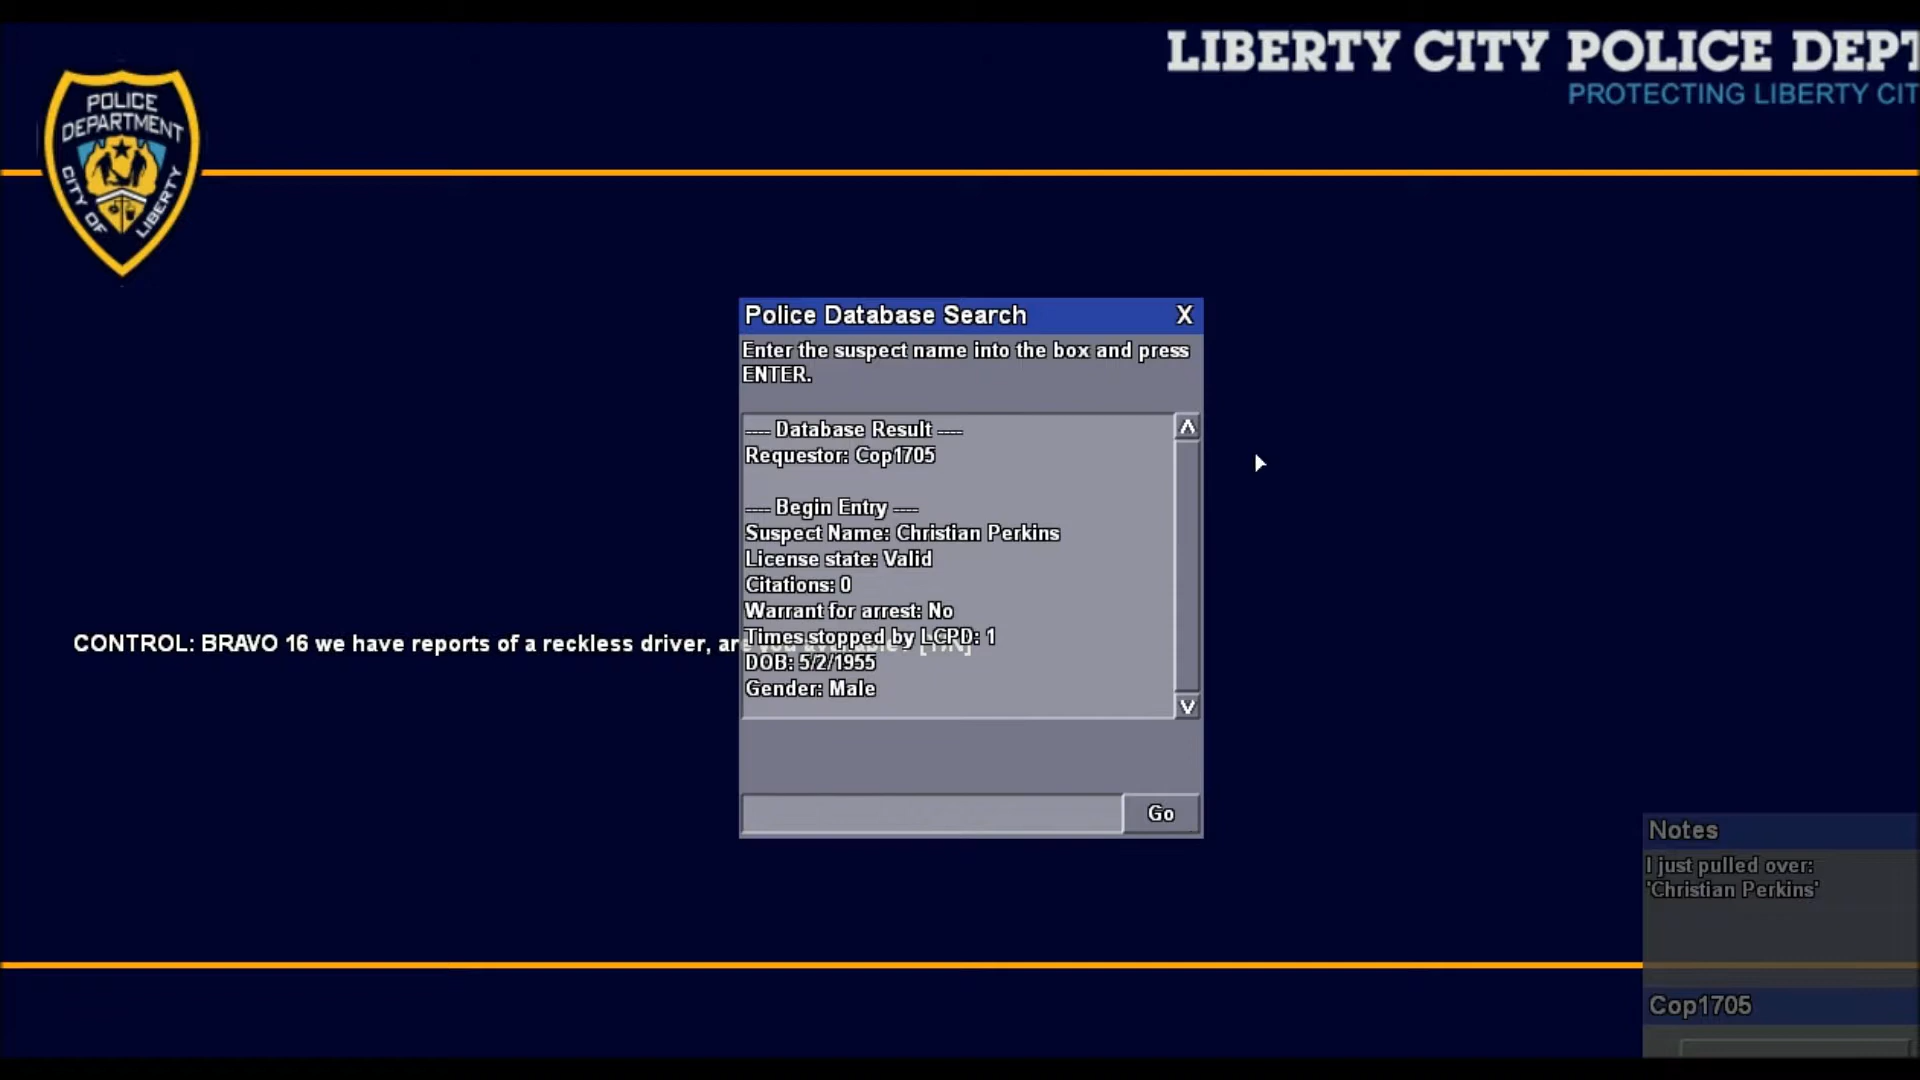 LIBERTY CITY POLICE DEPT
PROTECTING LIBERTY CIT
POLICE
DEPARTMENT
CITY OF LIBERTY
Police Database Search X
Enter the suspect name into the box and press
ENTER.
---- Database Result ----
Requestor: Cop1705
---- Begin Entry ----
Suspect Name: Christian Perkins
License state: Valid
Citations: 0
Warrant for arrest: No
Times stopped by LCPD: 1
DOB: 5/2/1955
Gender: Male
CONTROL: BRAVO 16 we have reports of a reckless driver, are you available? [Y/N]
Go
Notes
I just pulled over:
'Christian Perkins'
Cop1705